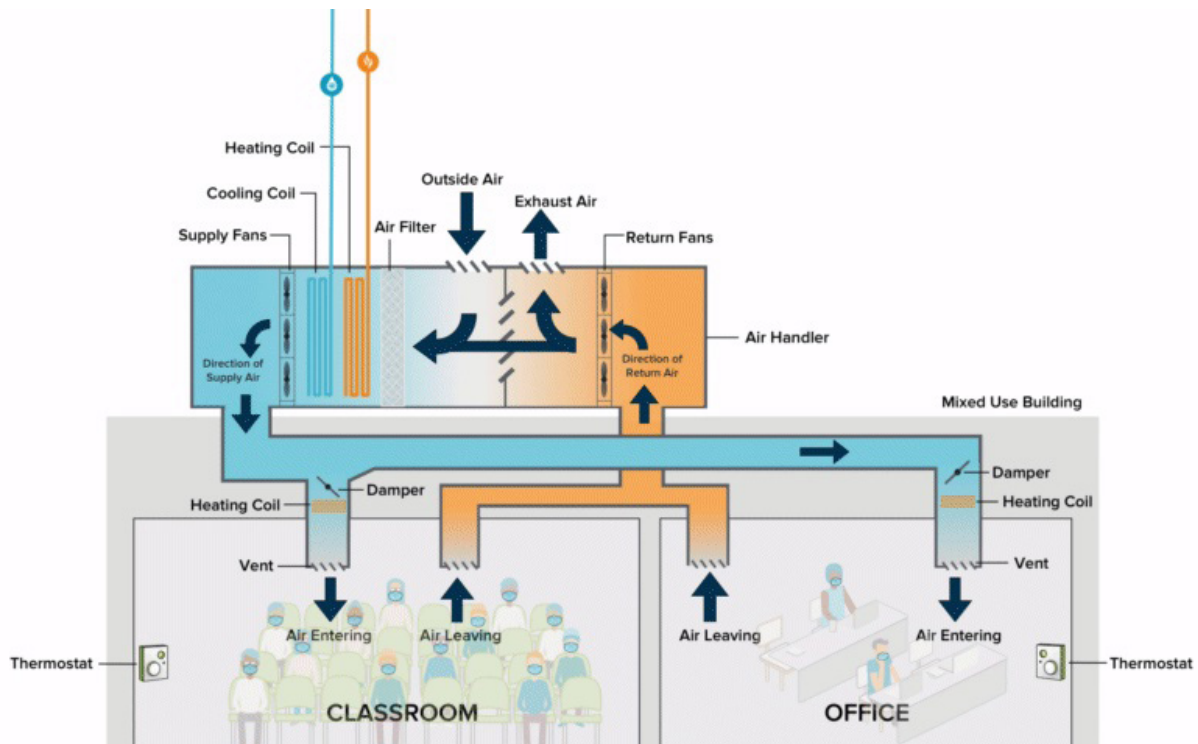 Heating Coil
Outside Air
Cooling Coil
Exhaust Air
Air Filter
Supply Fans
Return Fans
Air Handler
Direction of
Supply Air
Direction of
Return Air
Mixed Use Building
Damper
Damper
Heating Coil
Heating Coil
Vent
Vent
Air Entering
Air Leaving
Air Leaving
Air Entering
Thermostat
Thermostat
CLASSROOM
OFFICE